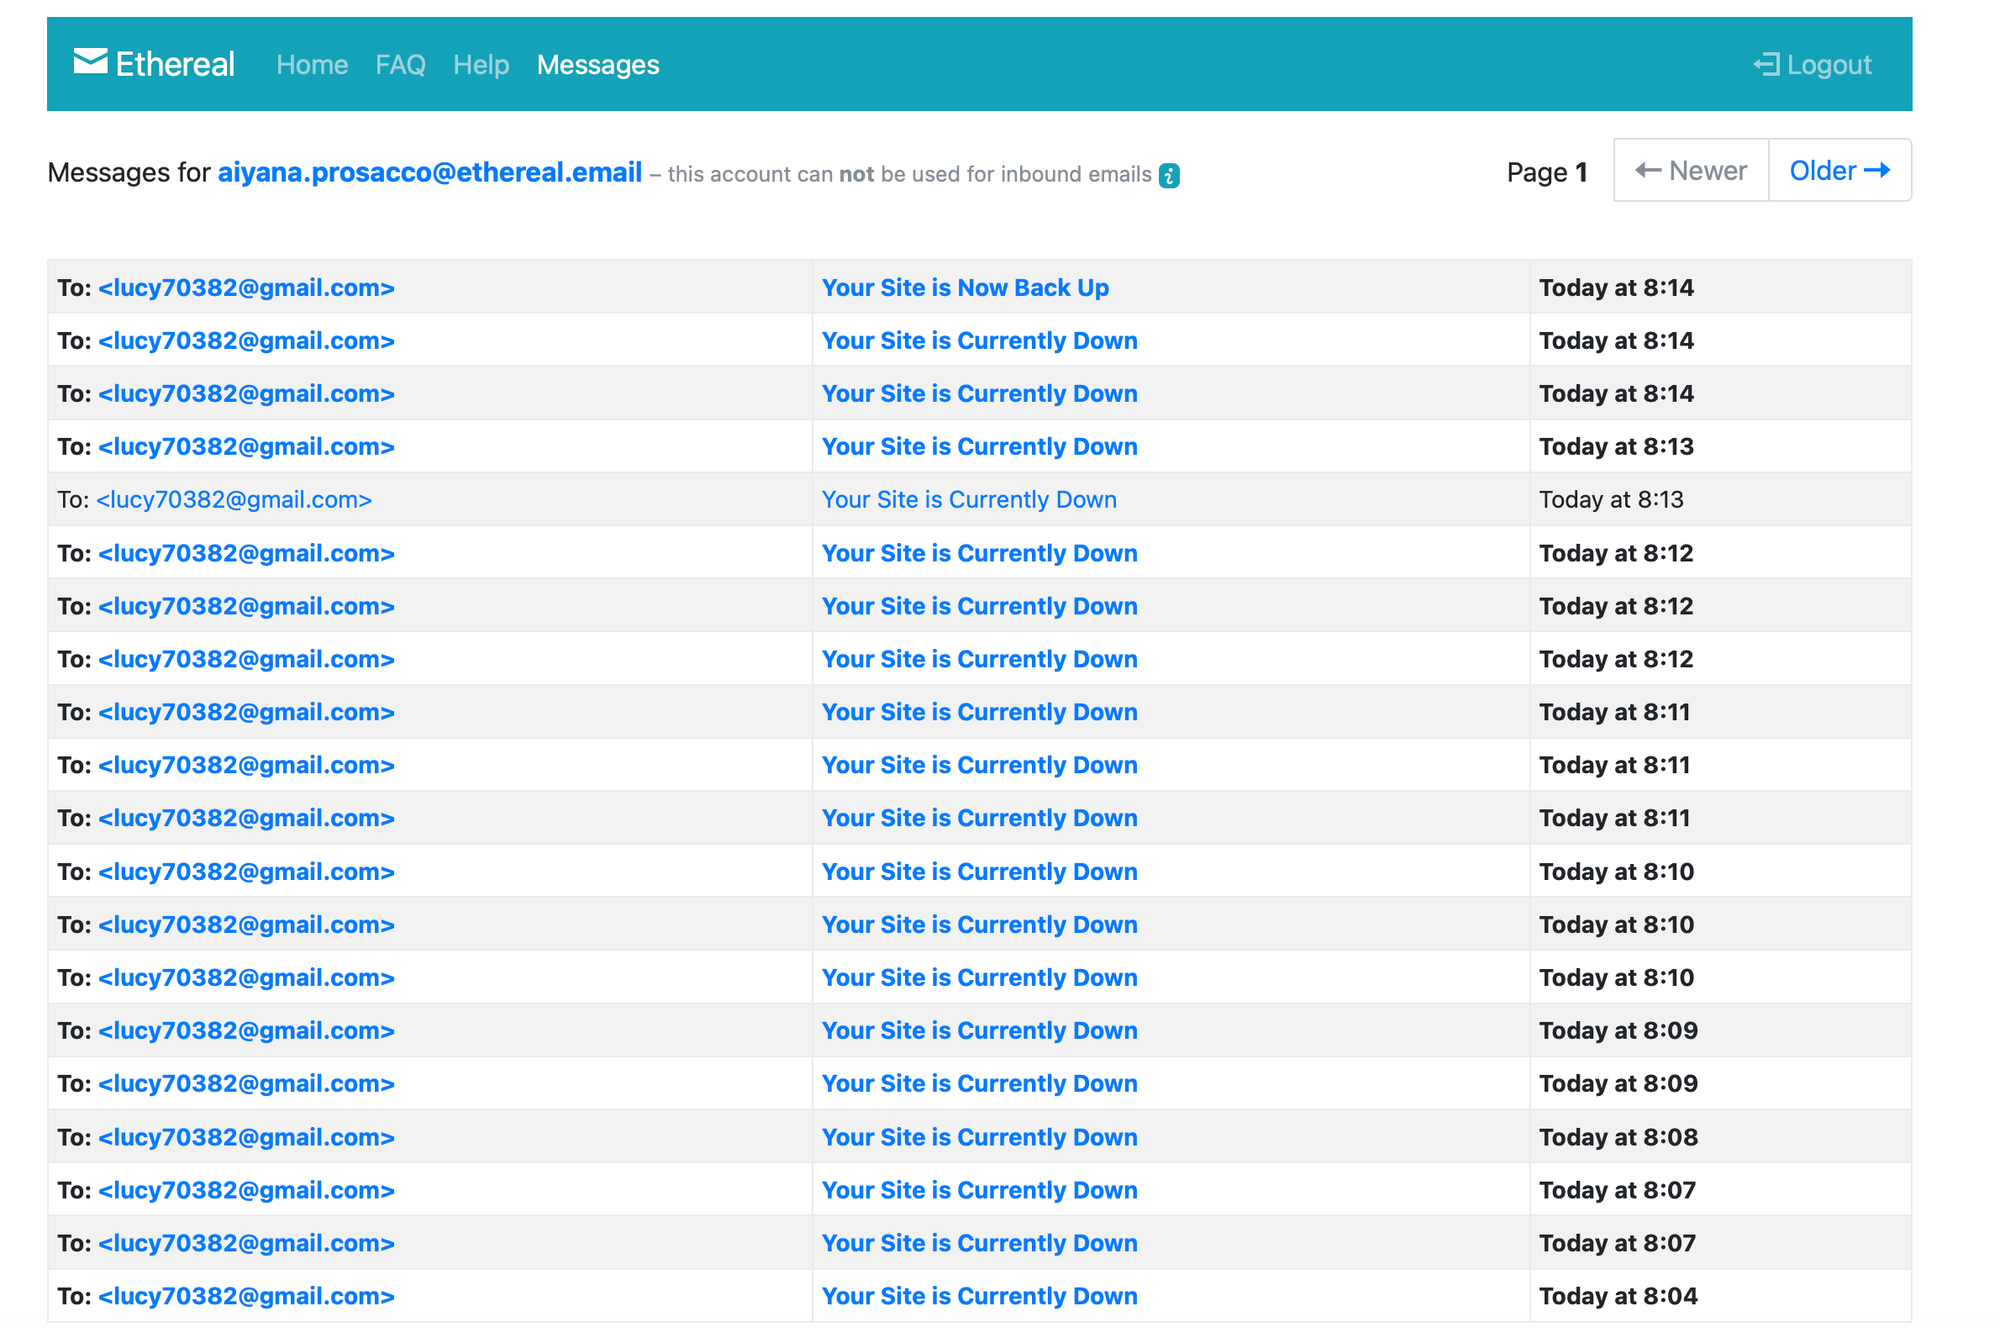 Ethereal Home FAQ Help Messages Logout
Messages for aiyana.prosacco@ethereal.email – this account can not be used for inbound emails i Page 1 ← Newer Older →
To: <lucy70382@gmail.com> Your Site is Now Back Up Today at 8:14
To: <lucy70382@gmail.com> Your Site is Currently Down Today at 8:14
To: <lucy70382@gmail.com> Your Site is Currently Down Today at 8:14
To: <lucy70382@gmail.com> Your Site is Currently Down Today at 8:13
To: <lucy70382@gmail.com> Your Site is Currently Down Today at 8:13
To: <lucy70382@gmail.com> Your Site is Currently Down Today at 8:12
To: <lucy70382@gmail.com> Your Site is Currently Down Today at 8:12
To: <lucy70382@gmail.com> Your Site is Currently Down Today at 8:12
To: <lucy70382@gmail.com> Your Site is Currently Down Today at 8:11
To: <lucy70382@gmail.com> Your Site is Currently Down Today at 8:11
To: <lucy70382@gmail.com> Your Site is Currently Down Today at 8:11
To: <lucy70382@gmail.com> Your Site is Currently Down Today at 8:10
To: <lucy70382@gmail.com> Your Site is Currently Down Today at 8:10
To: <lucy70382@gmail.com> Your Site is Currently Down Today at 8:10
To: <lucy70382@gmail.com> Your Site is Currently Down Today at 8:09
To: <lucy70382@gmail.com> Your Site is Currently Down Today at 8:09
To: <lucy70382@gmail.com> Your Site is Currently Down Today at 8:08
To: <lucy70382@gmail.com> Your Site is Currently Down Today at 8:07
To: <lucy70382@gmail.com> Your Site is Currently Down Today at 8:07
To: <lucy70382@gmail.com> Your Site is Currently Down Today at 8:04